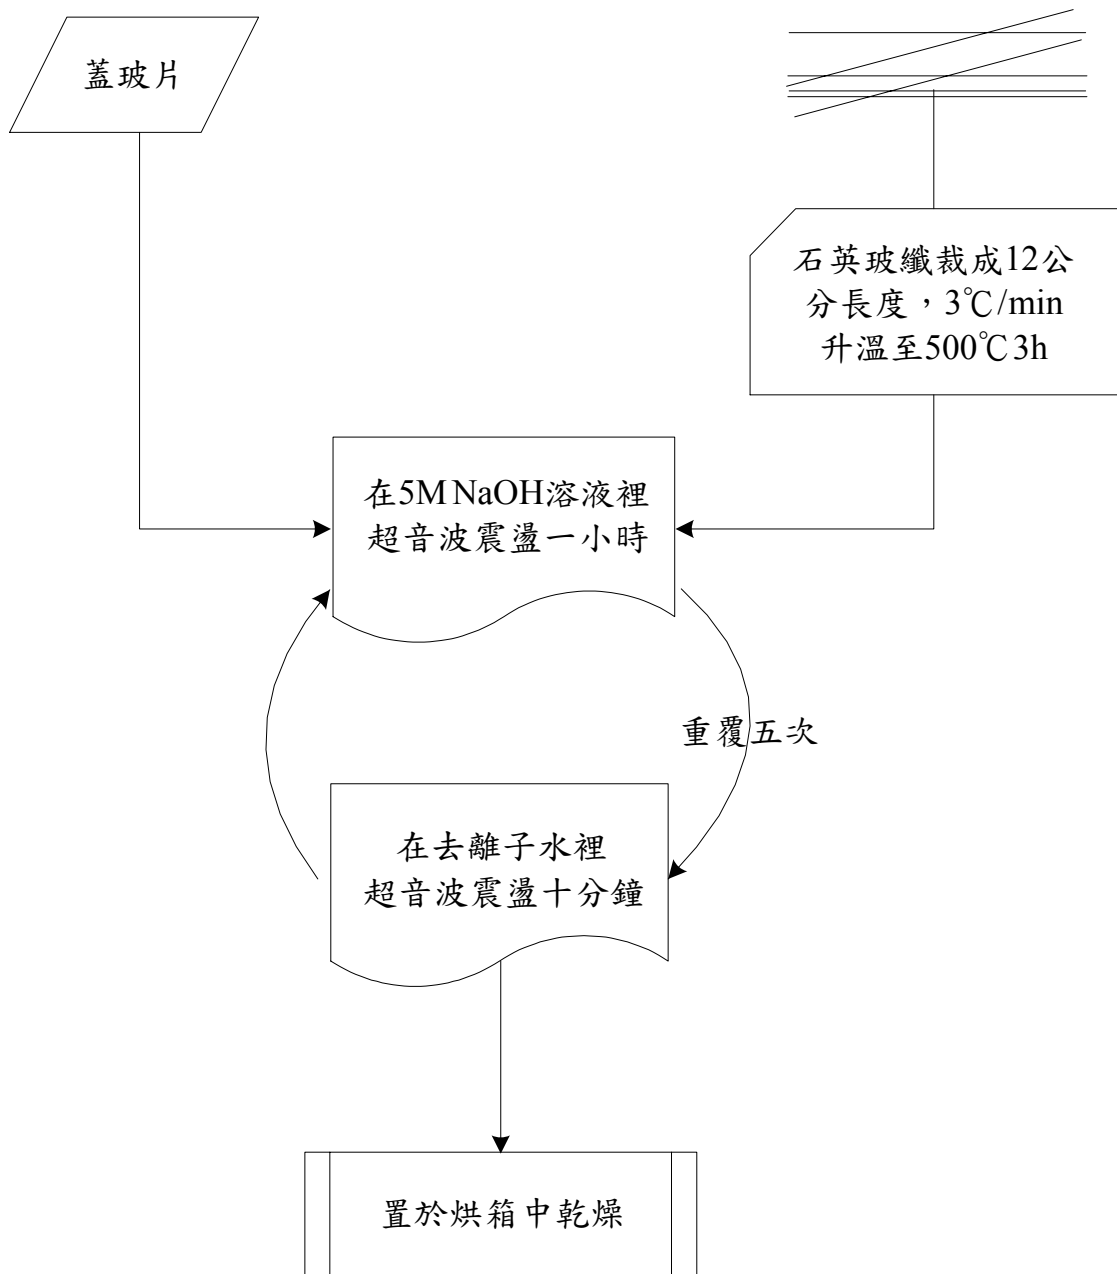 蓋玻片
石英玻纖裁成12公
分長度，3℃/min
升溫至500℃3h
在5M NaOH溶液裡
超音波震盪一小時
重覆五次
在去離子水裡
超音波震盪十分鐘
置於烘箱中乾燥